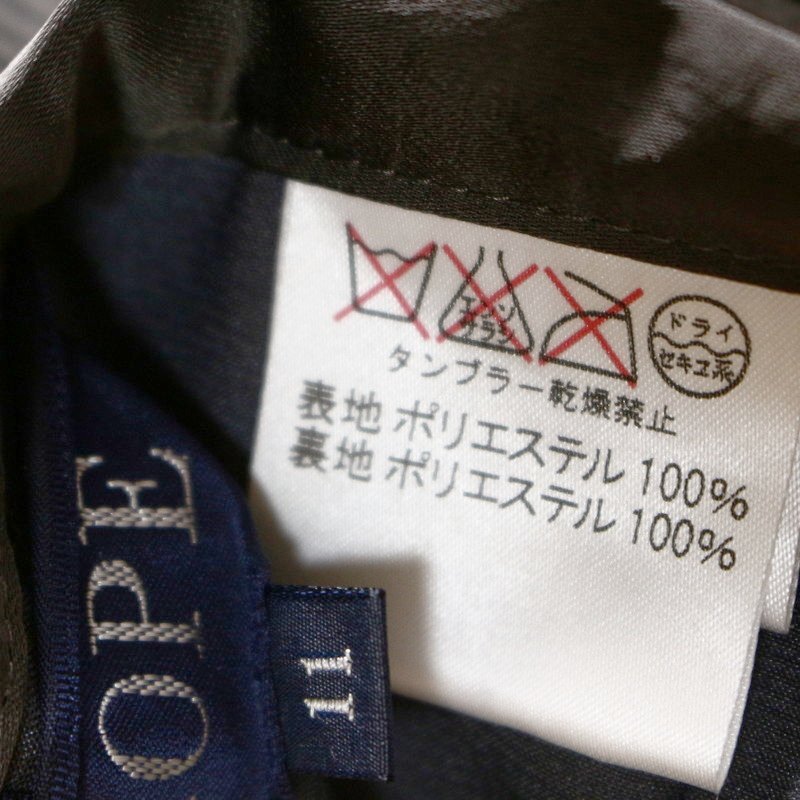 エンソ
サラシ
ドライ
セキユ系
タンブラー乾燥禁止
表地 ポリエステル 100%
裏地 ポリエステル 100%
OPE
11